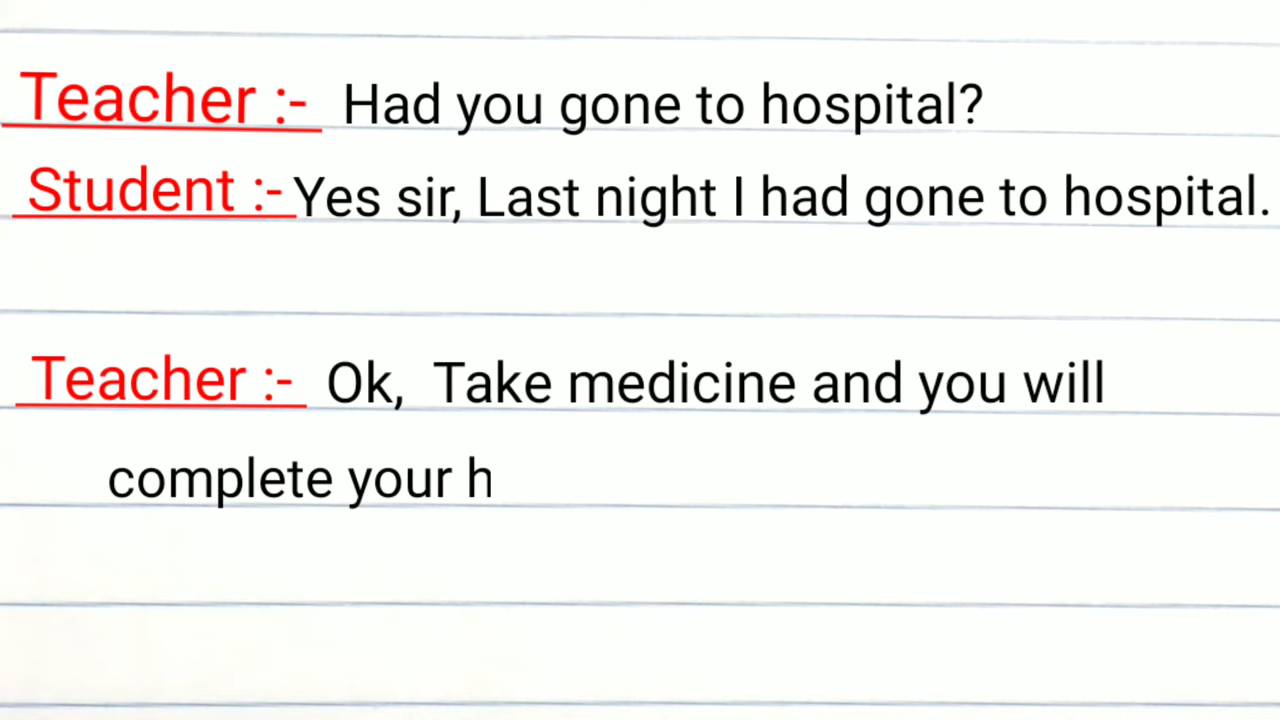 Teacher :- Had you gone to hospital?
Student :- Yes sir, Last night I had gone to hospital.
Teacher :- Ok, Take medicine and you will
complete your h